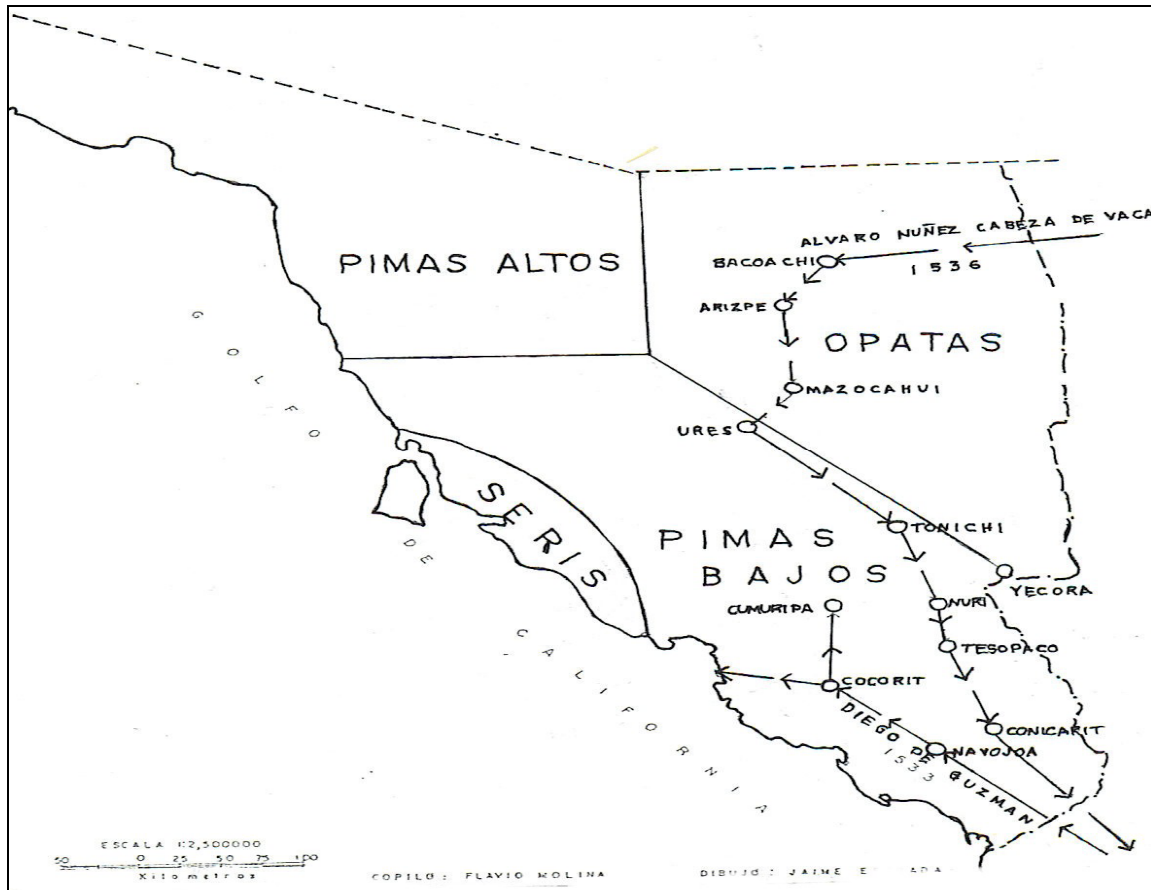 ALVARO NUÑEZ CABEZA DE VACA
1536
BACOACHI
PIMAS ALTOS
ARIZPE
OPATAS
MAZOCAHUI
URES
GOLFO DE CALIFORNIA
SERIS
TONICHI
PIMAS
BAJOS
YECORA
CUMURIPA
NURI
TESOPACO
COCORIT
DIEGO DE GUZMAN
1533
CONICARIT
NAVOJOA
ESCALA 1:2,500000
50 0 25 50 75 100
Kilometros
COPILO: FLAVIO MOLINA
DIBUJO: JAIME